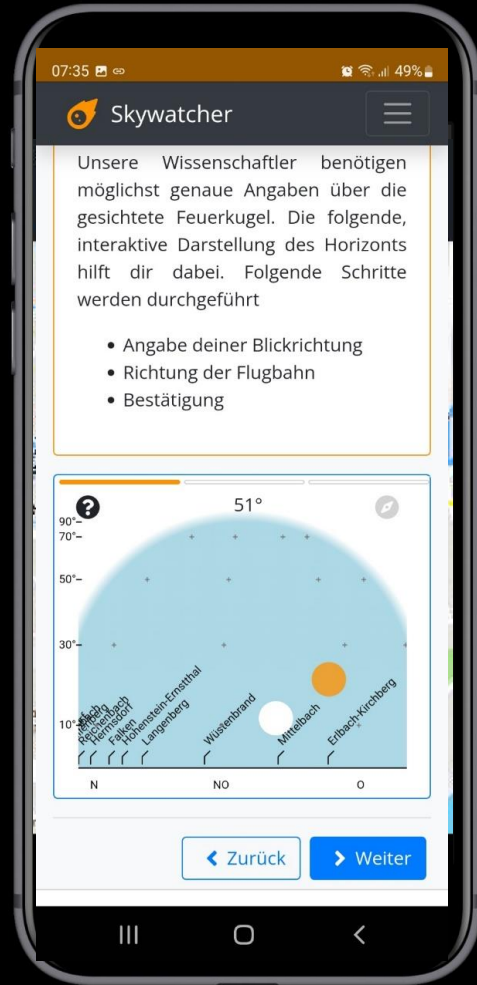 07:35
49%
Skywatcher
Unsere Wissenschaftler benötigen
möglichst genaue Angaben über die
gesichtete Feuerkugel. Die folgende,
interaktive Darstellung des Horizonts
hilft dir dabei. Folgende Schritte
werden durchgeführt
• Angabe deiner Blickrichtung
• Richtung der Flugbahn
• Bestätigung
?
51°
90°
70°
50°
30°
10°
Reichenbach
Hermsdorf
Falken
Hohenstein-Ernstthal
Langenberg
Wüstenbrand
Mittelbach
Erlbach-Kirchberg
N NO O
Zurück
Weiter